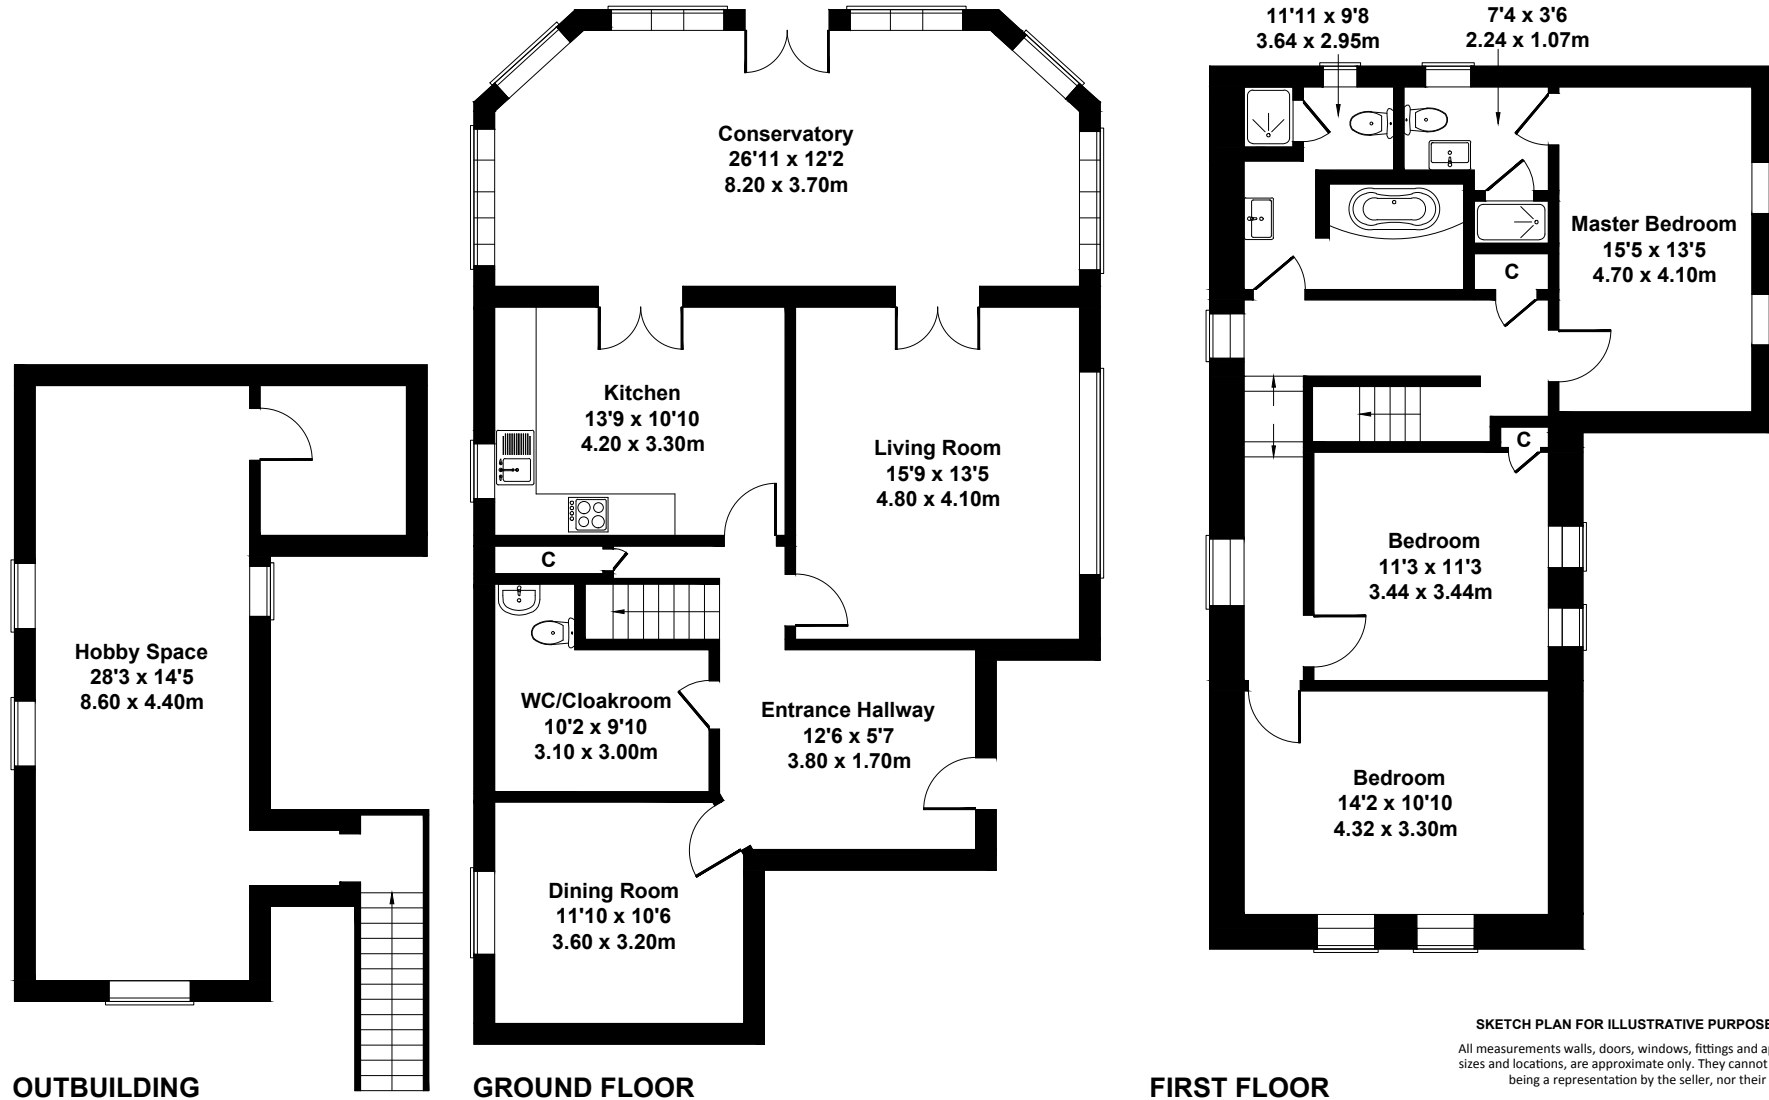 11'11 x 9'8
3.64 x 2.95m
7'4 x 3'6
2.24 x 1.07m
Conservatory
26'11 x 12'2
8.20 x 3.70m
Master Bedroom
15'5 x 13'5
4.70 x 4.10m
C
Kitchen
13'9 x 10'10
4.20 x 3.30m
Living Room
15'9 x 13'5
4.80 x 4.10m
C
C
Bedroom
11'3 x 11'3
3.44 x 3.44m
Hobby Space
28'3 x 14'5
8.60 x 4.40m
WC/Cloakroom
10'2 x 9'10
3.10 x 3.00m
Entrance Hallway
12'6 x 5'7
3.80 x 1.70m
Bedroom
14'2 x 10'10
4.32 x 3.30m
Dining Room
11'10 x 10'6
3.60 x 3.20m
OUTBUILDING
GROUND FLOOR
FIRST FLOOR
SKETCH PLAN FOR ILLUSTRATIVE PURPOSE
All measurements walls, doors, windows, fittings and
sizes and locations, are approximate only. They cannot
being a representation by the seller, nor their